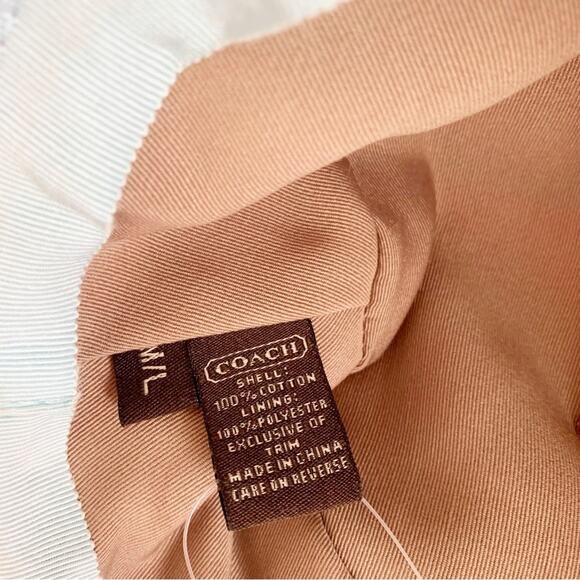 M/L
COACH
SHELL:
100% COTTON
LINING:
100% POLYESTER
EXCLUSIVE OF
TRIM
MADE IN CHINA
CARE ON REVERSE